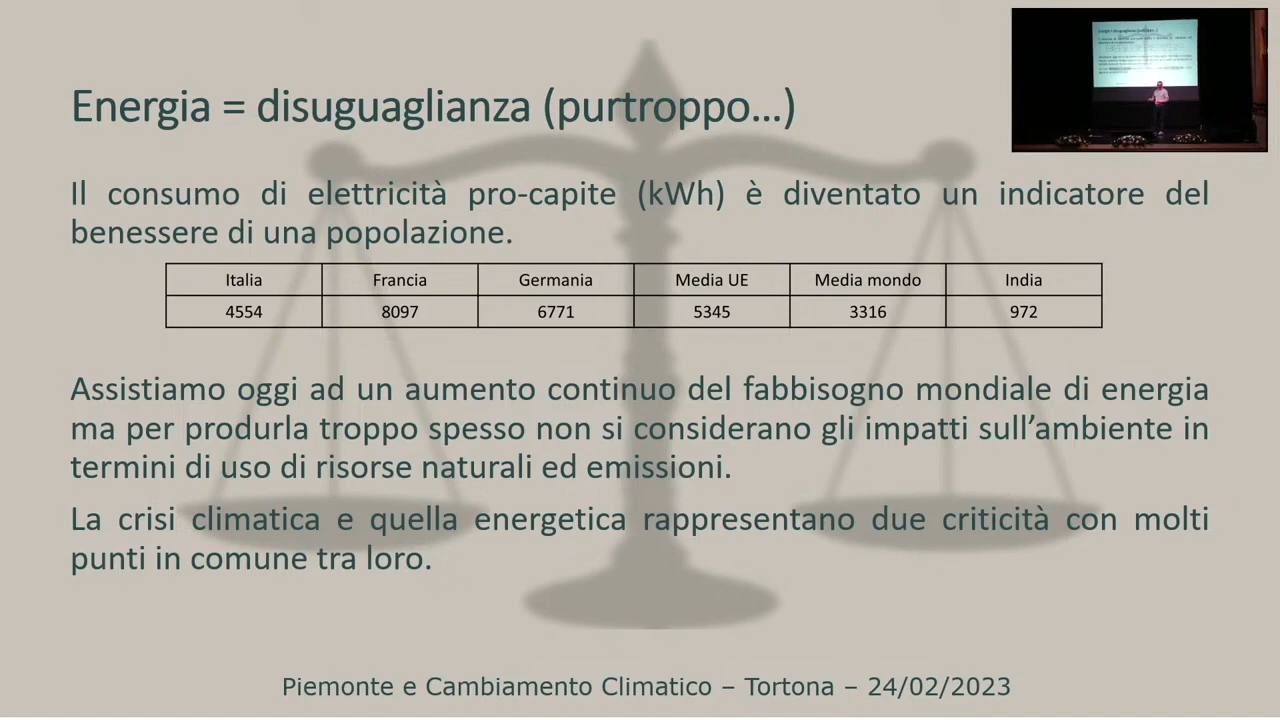 Energia = disuguaglianza (purtroppo...)
Il consumo di elettricità pro-capite (kWh) è diventato un indicatore del
benessere di una popolazione.
Italia Francia Germania Media UE Media mondo India
4554 8097 6771 5345 3316 972
Assistiamo oggi ad un aumento continuo del fabbisogno mondiale di energia
ma per produrla troppo spesso non si considerano gli impatti sull’ambiente in
termini di uso di risorse naturali ed emissioni.
La crisi climatica e quella energetica rappresentano due criticità con molti
punti in comune tra loro.
Piemonte e Cambiamento Climatico – Tortona – 24/02/2023